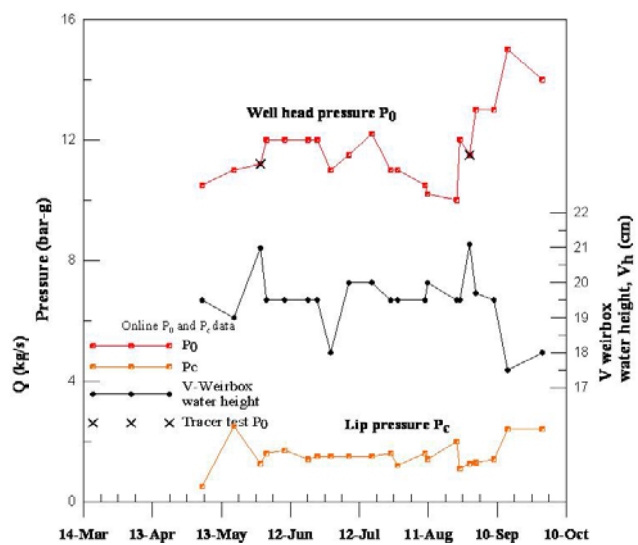 16
12
8
4
0
Pressure (bar-g)
Q (kg/s)
Well head pressure P0
Online P0 and Pc data
P0
Pc
V-Weirbox
water height
Tracer test P0
Lip pressure Pc
22
21
20
19
18
17
V weirbox
water height, Vh (cm)
14-Mar 13-Apr 13-May 12-Jun 12-Jul 11-Aug 10-Sep 10-Oct